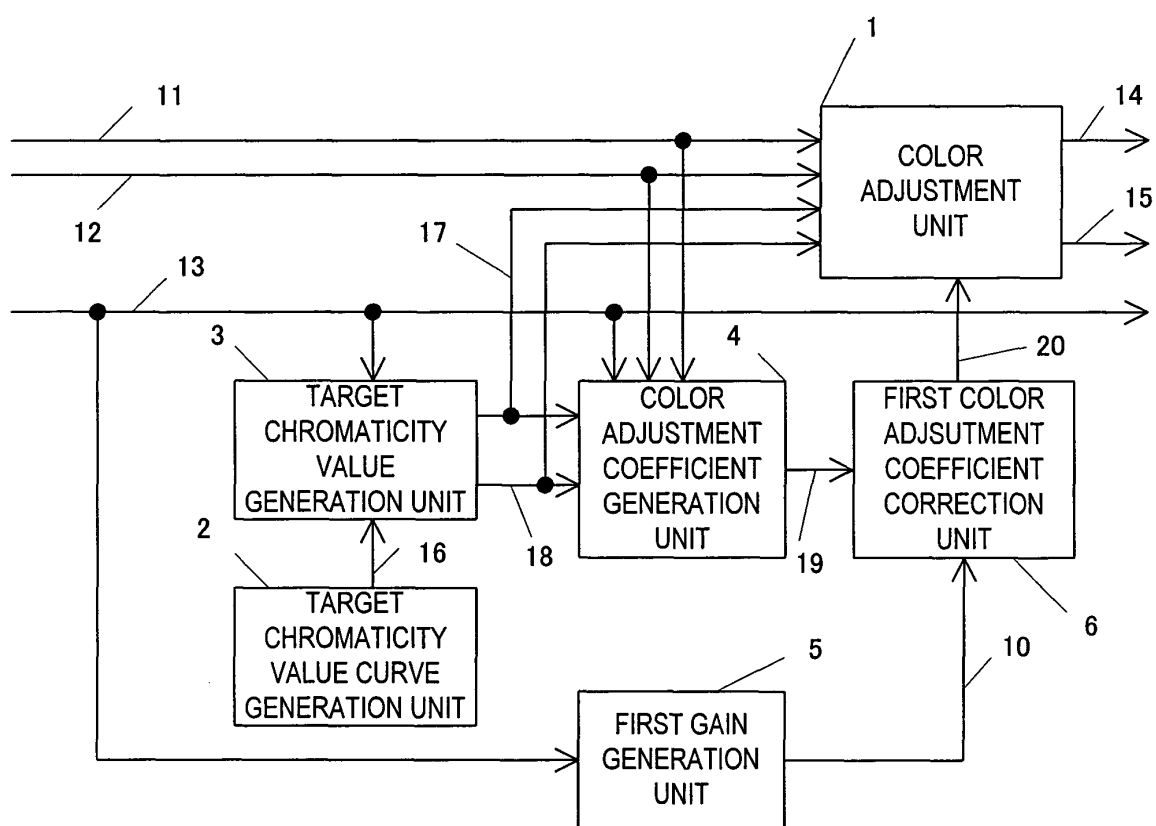 1
11
14
COLOR
ADJUSTMENT
UNIT
12
17
15
13
3
4
20
TARGET
CHROMATICITY
VALUE
GENERATION UNIT
COLOR
ADJUSTMENT
COEFFICIENT
GENERATION
UNIT
FIRST COLOR
ADJSUTMENT
COEFFICIENT
CORRECTION
UNIT
2
16
18
19
TARGET
CHROMATICITY
VALUE CURVE
GENERATION UNIT
5
10
6
FIRST GAIN
GENERATION
UNIT